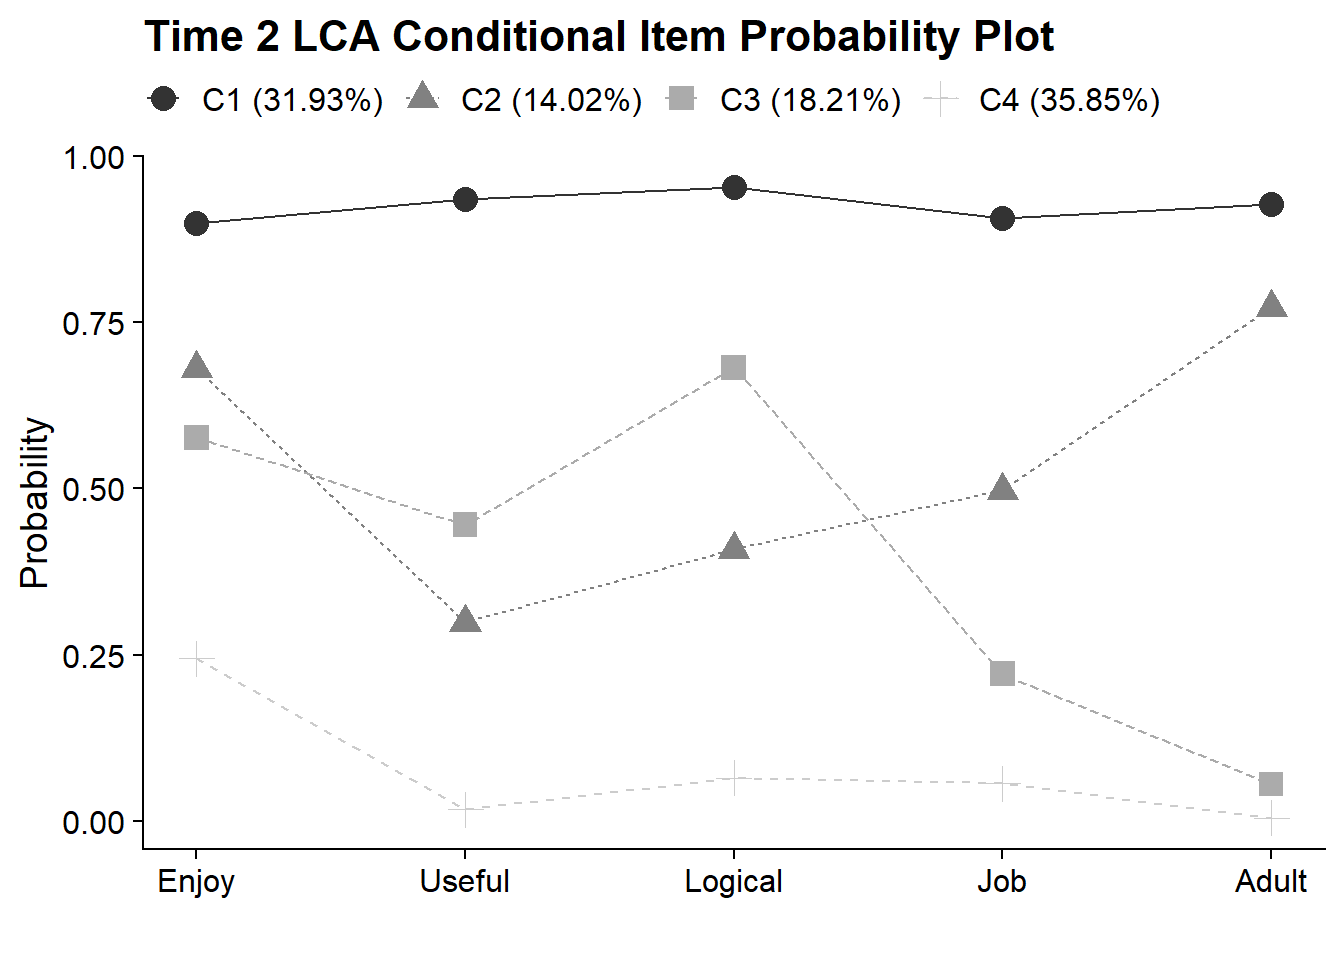 Time 2 LCA Conditional Item Probability Plot
C1 (31.93%) C2 (14.02%) C3 (18.21%) C4 (35.85%)
1.00
0.75
0.50
0.25
0.00
Probability
Enjoy Useful Logical Job Adult